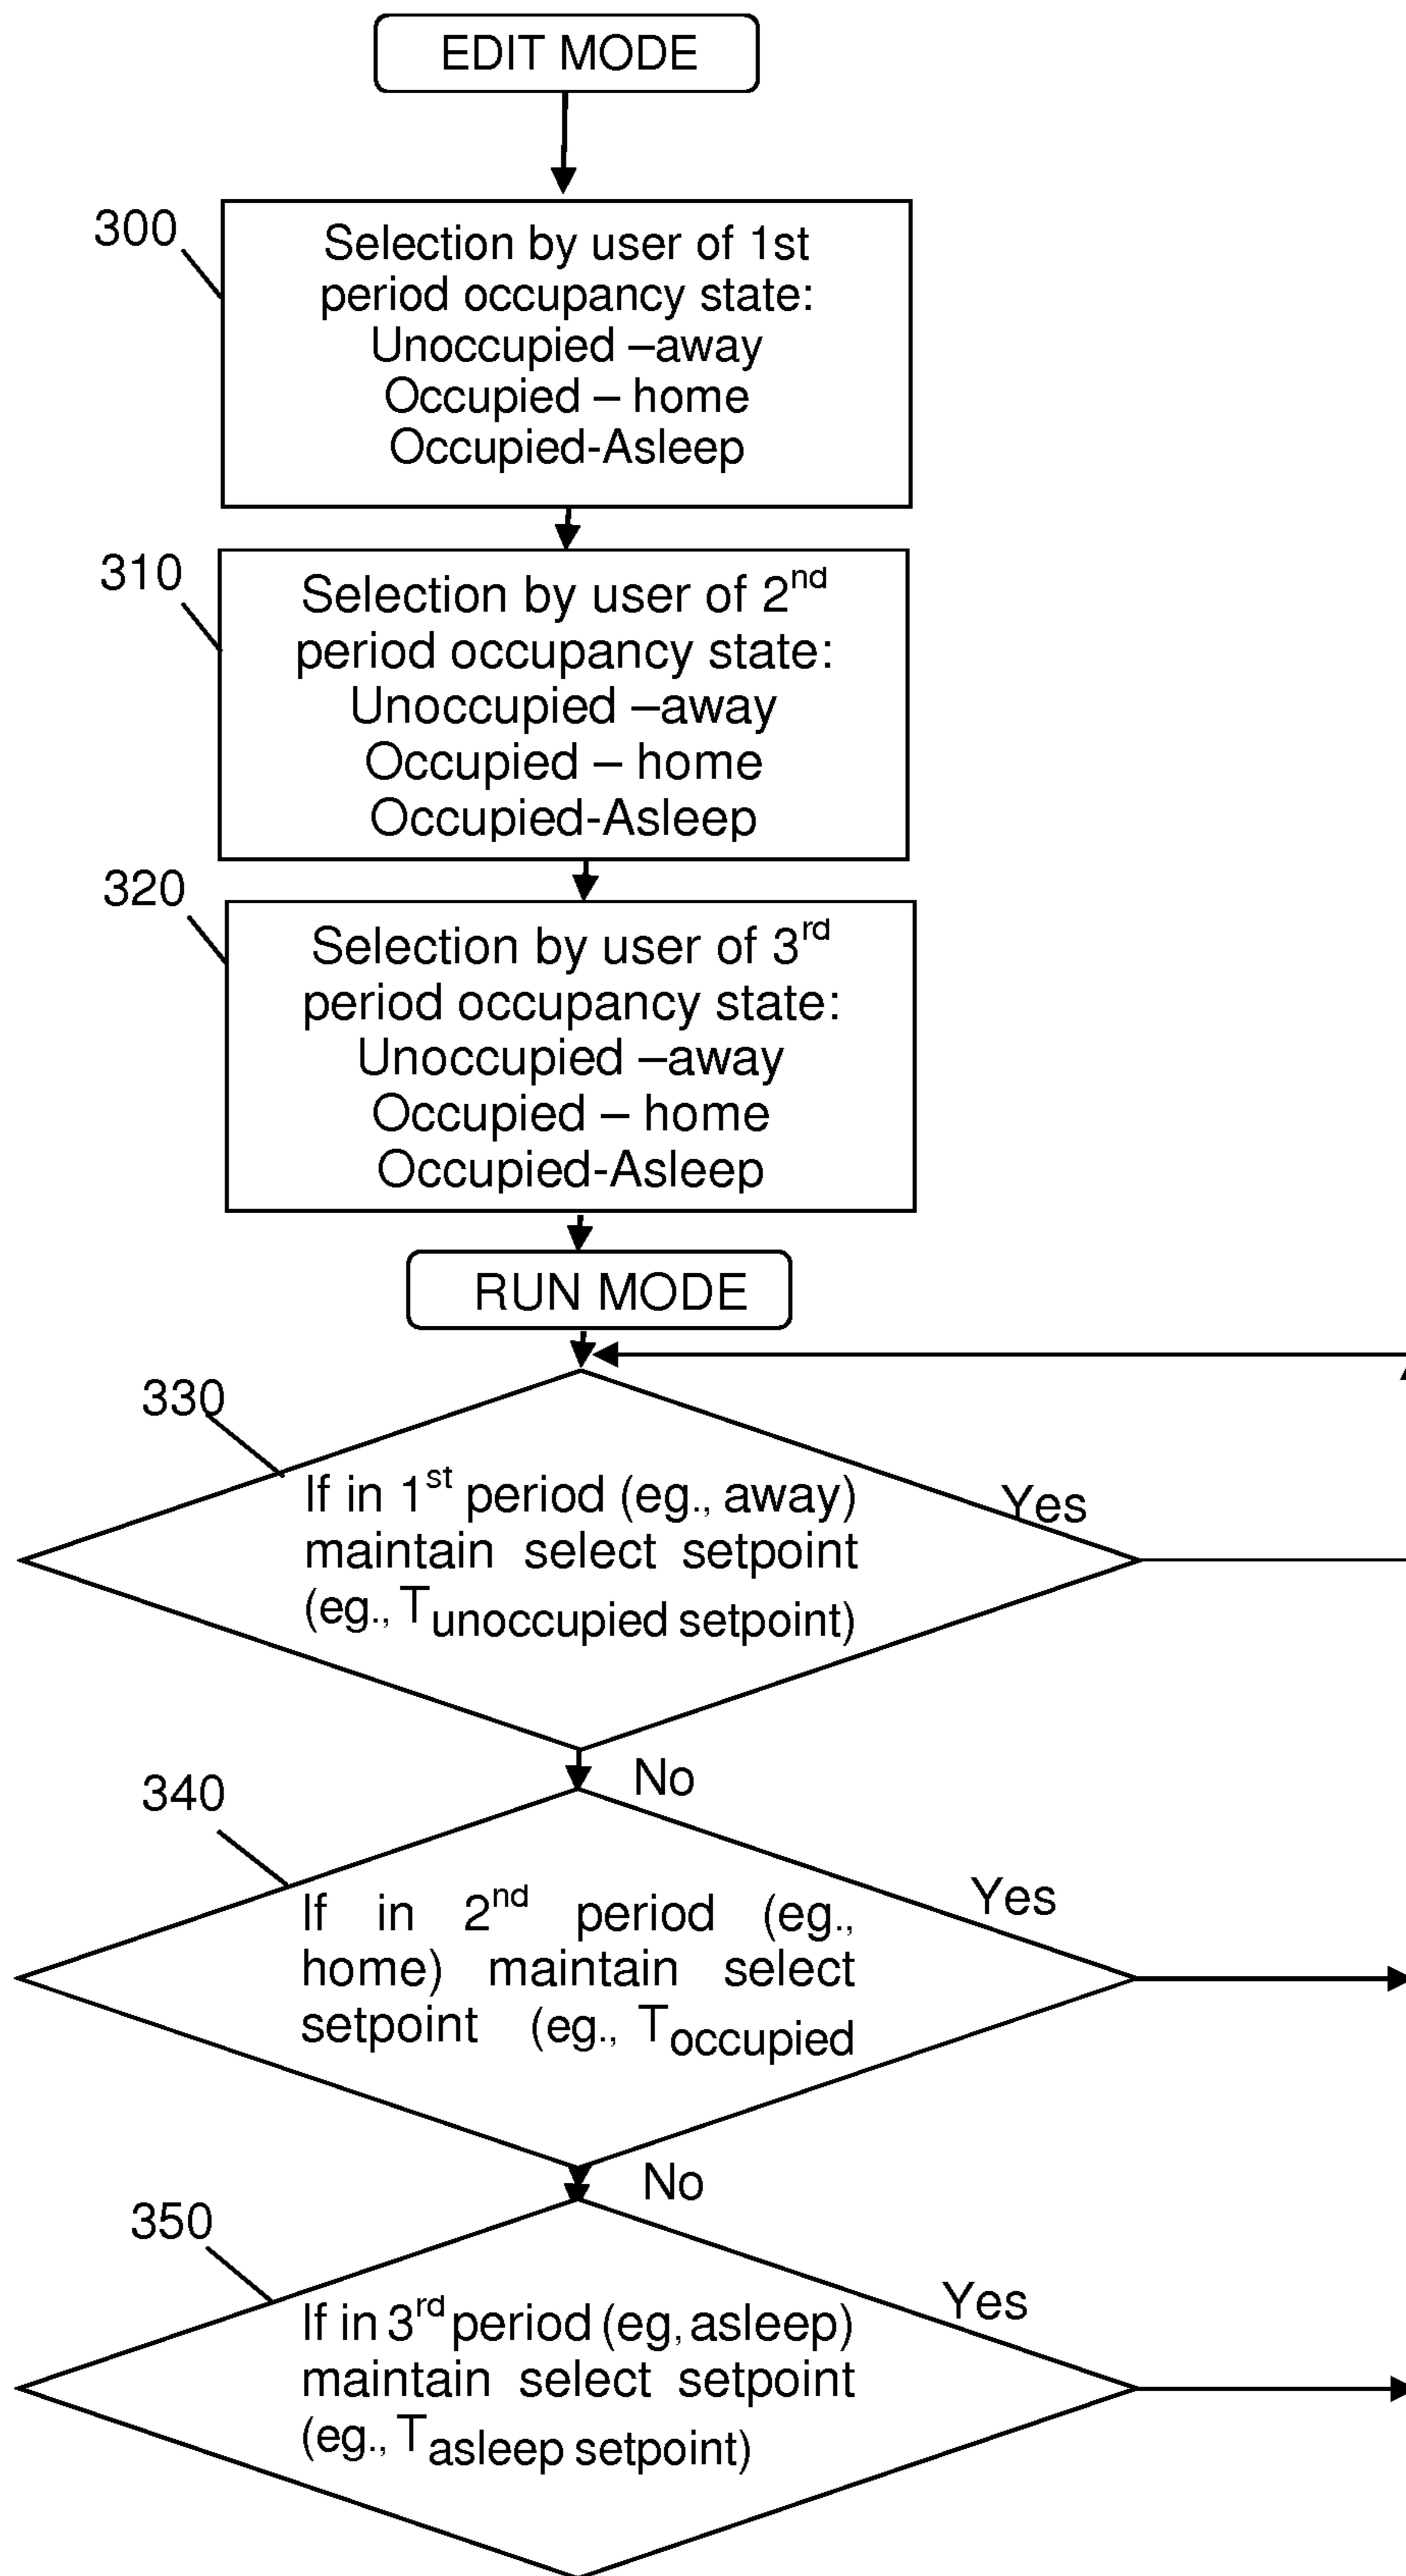 EDIT MODE
300
Selection by user of 1st
period occupancy state:
Unoccupied –away
Occupied – home
Occupied-Asleep
310
Selection by user of 2nd
period occupancy state:
Unoccupied –away
Occupied – home
Occupied-Asleep
320
Selection by user of 3rd
period occupancy state:
Unoccupied –away
Occupied – home
Occupied-Asleep
RUN MODE
330
If in 1st period (eg., away)
maintain select setpoint
(eg., Tunoccupied setpoint)
Yes
No
340
If in 2nd period (eg.,
home) maintain select
setpoint (eg., Toccupied
Yes
No
350
If in 3rd period (eg, asleep)
maintain select setpoint
(eg., Tasleep setpoint)
Yes